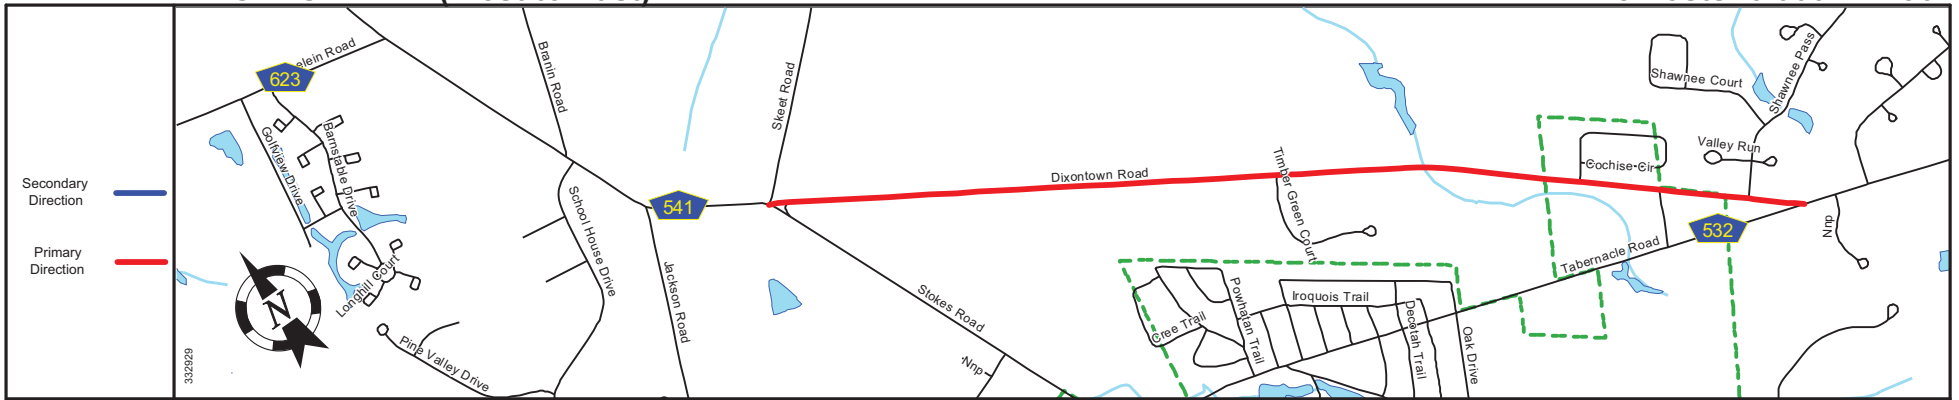 Secondary
Direction
Primary
Direction
623
elein Road
Golfview Drive
Barnstable Drive
Longhill Court
Pine Valley Drive
N
332929
Branin Road
School House Drive
541
Jackson Road
Skeet Road
Stokes Road
Nnp
Dixontown Road
Timber Green Court
Cree Trail
Powhatan Trail
Iroquois Trail
Decotah Trail
Oak Drive
Tabernacle Road
Cochise Cir
532
Shawnee Court
Shawnee Pass
Valley Run
Nnp